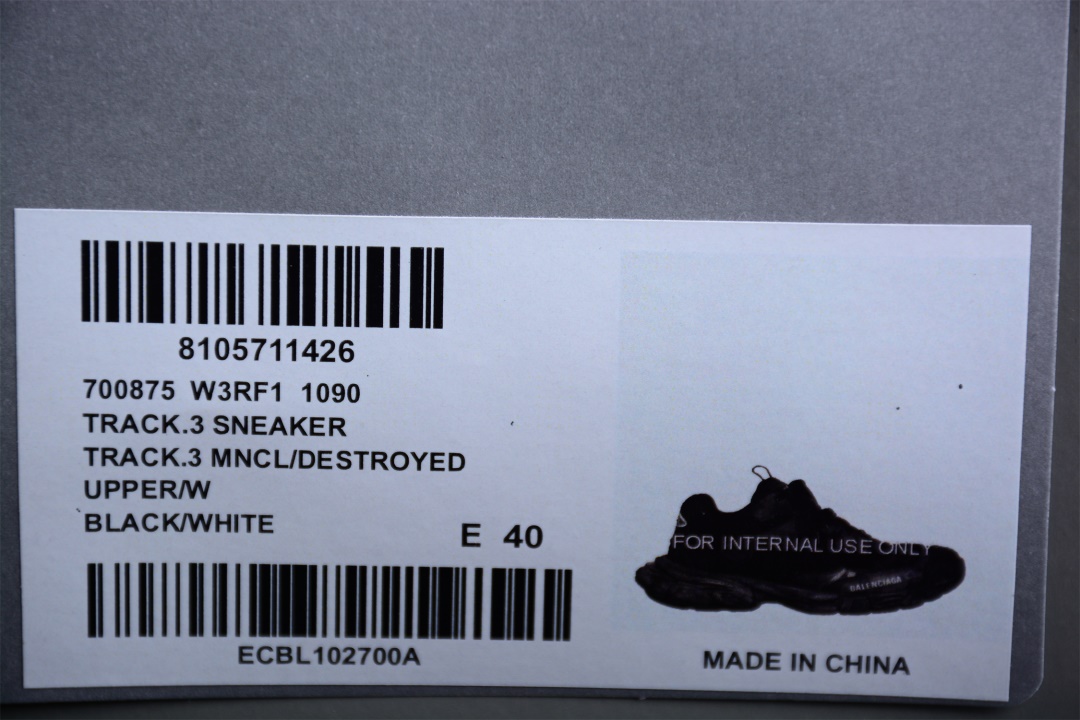 8105711426
700875 W3RF1 1090
TRACK.3 SNEAKER
TRACK.3 MNCL/DESTROYED
UPPER/W
BLACK/WHITE
E 40
ECBL102700A
FOR INTERNAL USE ONLY
BALENCIAGA
MADE IN CHINA